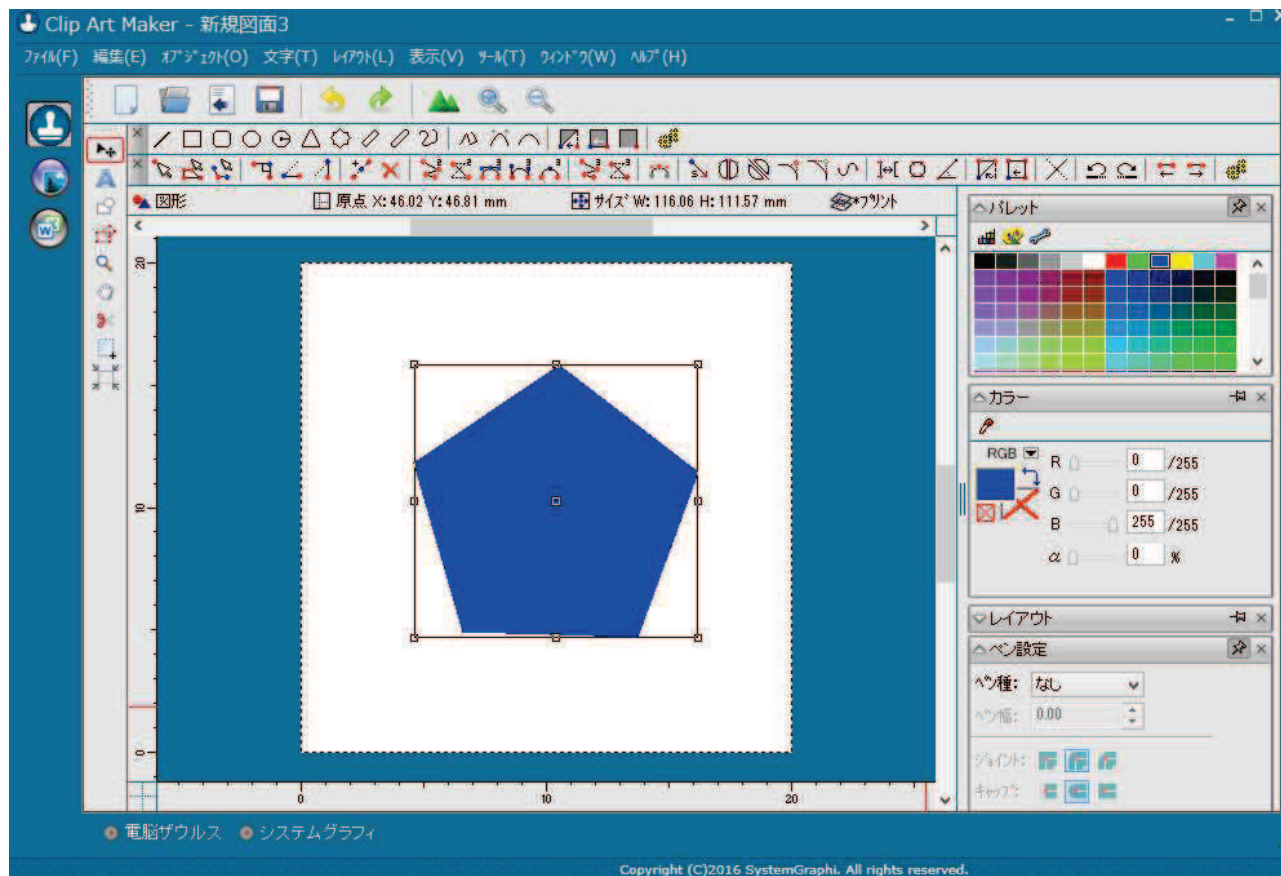 Clip Art Maker - 新規図面3
ファイル(F) 編集(E) オブジェクト(O) 文字(T) レイアウト(L) 表示(V) ツール(T) ウィンドウ(W) ヘルプ(H)
図形 原点 X: 46.02 Y: 46.81 mm サイズ W: 116.06 H: 111.57 mm *プリント
パレット
20
カラー
RGB R 0 /255
G 0 /255
10
B 255 /255
α 0 %
レイアウト
ペン設定
ペン種: なし
ペン幅: 0.00
0
ジョイント:
キャップ:
0 10 20
電脳ザウルス システムグラフィ
Copyright (C)2016 SystemGraphi. All rights reserved.